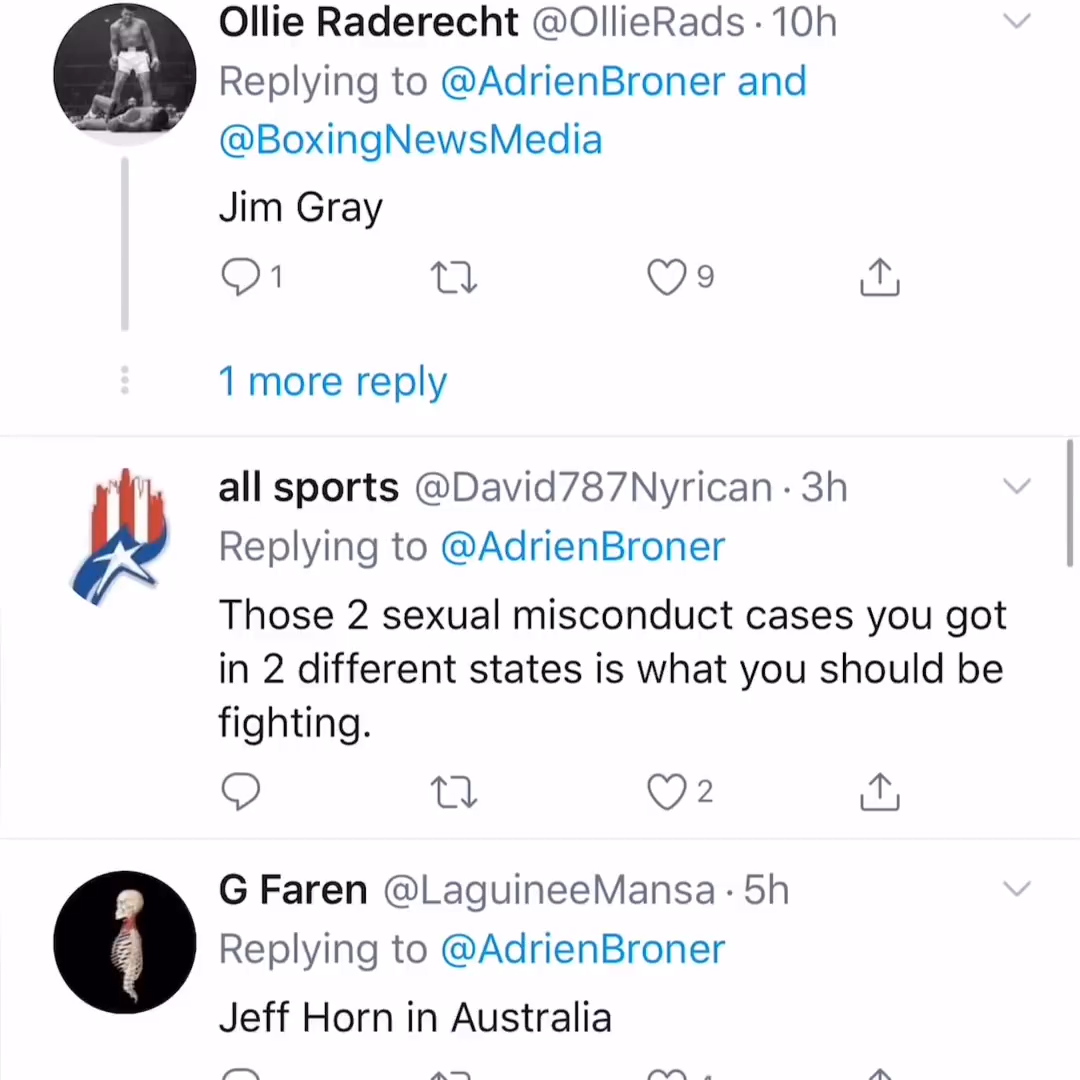 Ollie Raderecht @OllieRads · 10h
Replying to @AdrienBroner and
@BoxingNewsMedia
Jim Gray
1 9
1 more reply
all sports @David787Nyrican · 3h
Replying to @AdrienBroner
Those 2 sexual misconduct cases you got
in 2 different states is what you should be
fighting.
2
G Faren @LaguineeMansa · 5h
Replying to @AdrienBroner
Jeff Horn in Australia